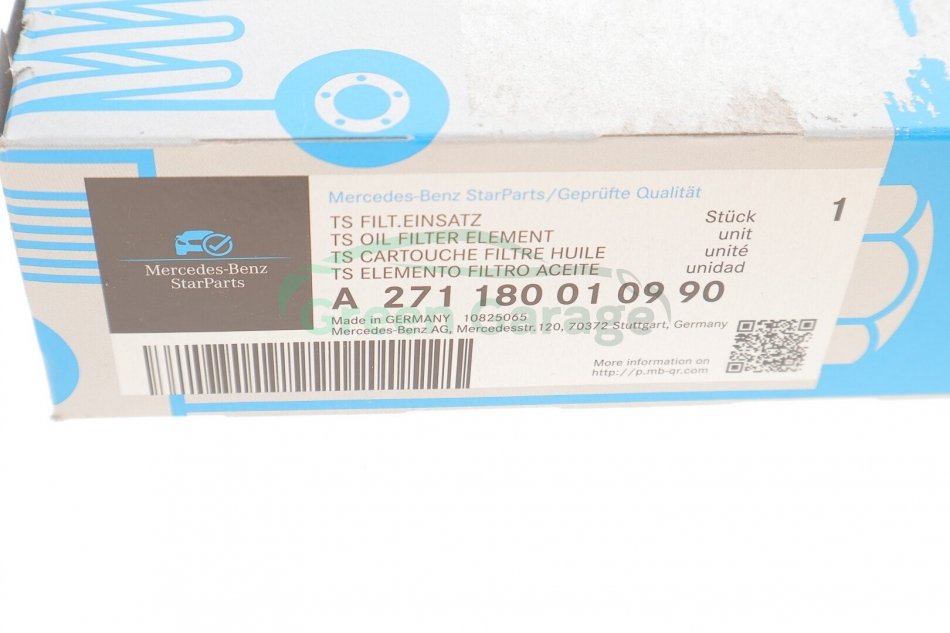 Mercedes-Benz StarParts/Geprüfte Qualität
TS FILT.EINSATZ Stück 1
TS OIL FILTER ELEMENT unit
TS CARTOUCHE FILTRE HUILE unité
TS ELEMENTO FILTRO ACEITE unidad
Mercedes-Benz
StarParts
A 271 180 01 09 90
Green Garage
Made in GERMANY 10825065
Mercedes-Benz AG, Mercedesstr.120, 70372 Stuttgart, Germany
More information on
http://p.mb-qr.com